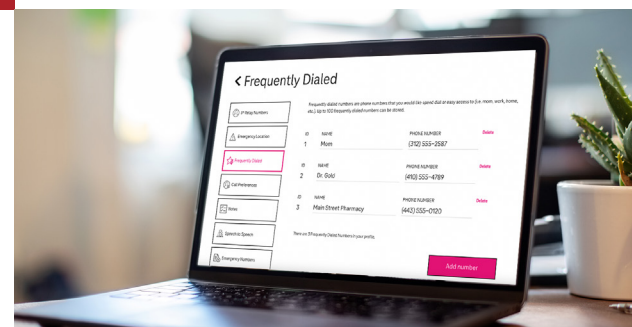 Frequently Dialed
Frequently dialed numbers are phone numbers that you would like speed dial or easy access to (i.e. mom, work, home,
etc.). Up to 100 frequently dialed numbers can be stored.
IP Relay Numbers
Emergency Location
Frequently Dialed
Call Preferences
Notes
Speech to Speech
Emergency Numbers
ID NAME PHONE NUMBER Delete
1 Mom (312) 555-2587
ID NAME PHONE NUMBER Delete
2 Dr. Gold (410) 555-4789
ID NAME PHONE NUMBER Delete
3 Main Street Pharmacy (443) 555-0120
There are 3 Frequently Dialed Numbers in your profile.
Add number